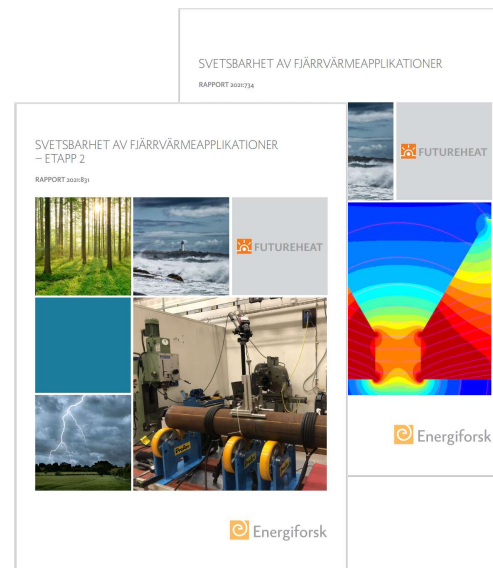 SVETSBARHET AV FJÄRRVÄRMEAPPLIKATIONER
RAPPORT 2021:734
FUTUREHEAT
Energiforsk
SVETSBARHET AV FJÄRRVÄRMEAPPLIKATIONER
– ETAPP 2
RAPPORT 2021:831
FUTUREHEAT
Energiforsk